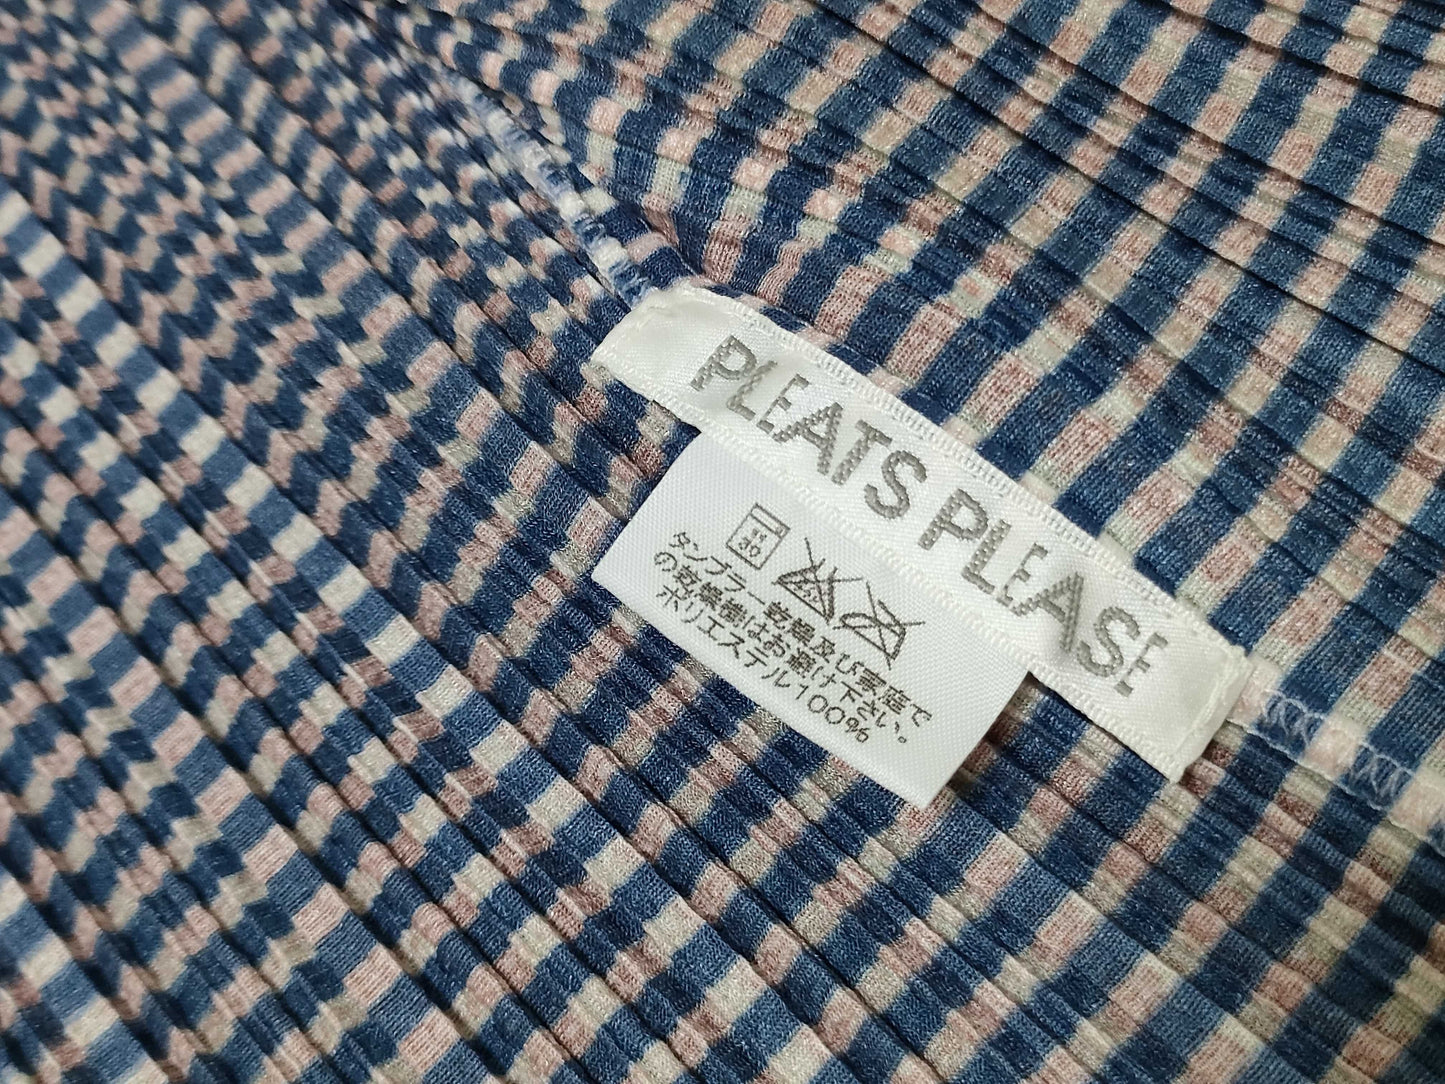 PLEATS PLEASE
30
タンブラー乾燥及び家庭で
の乾燥機はお避け下さい。
ポリエステル100%